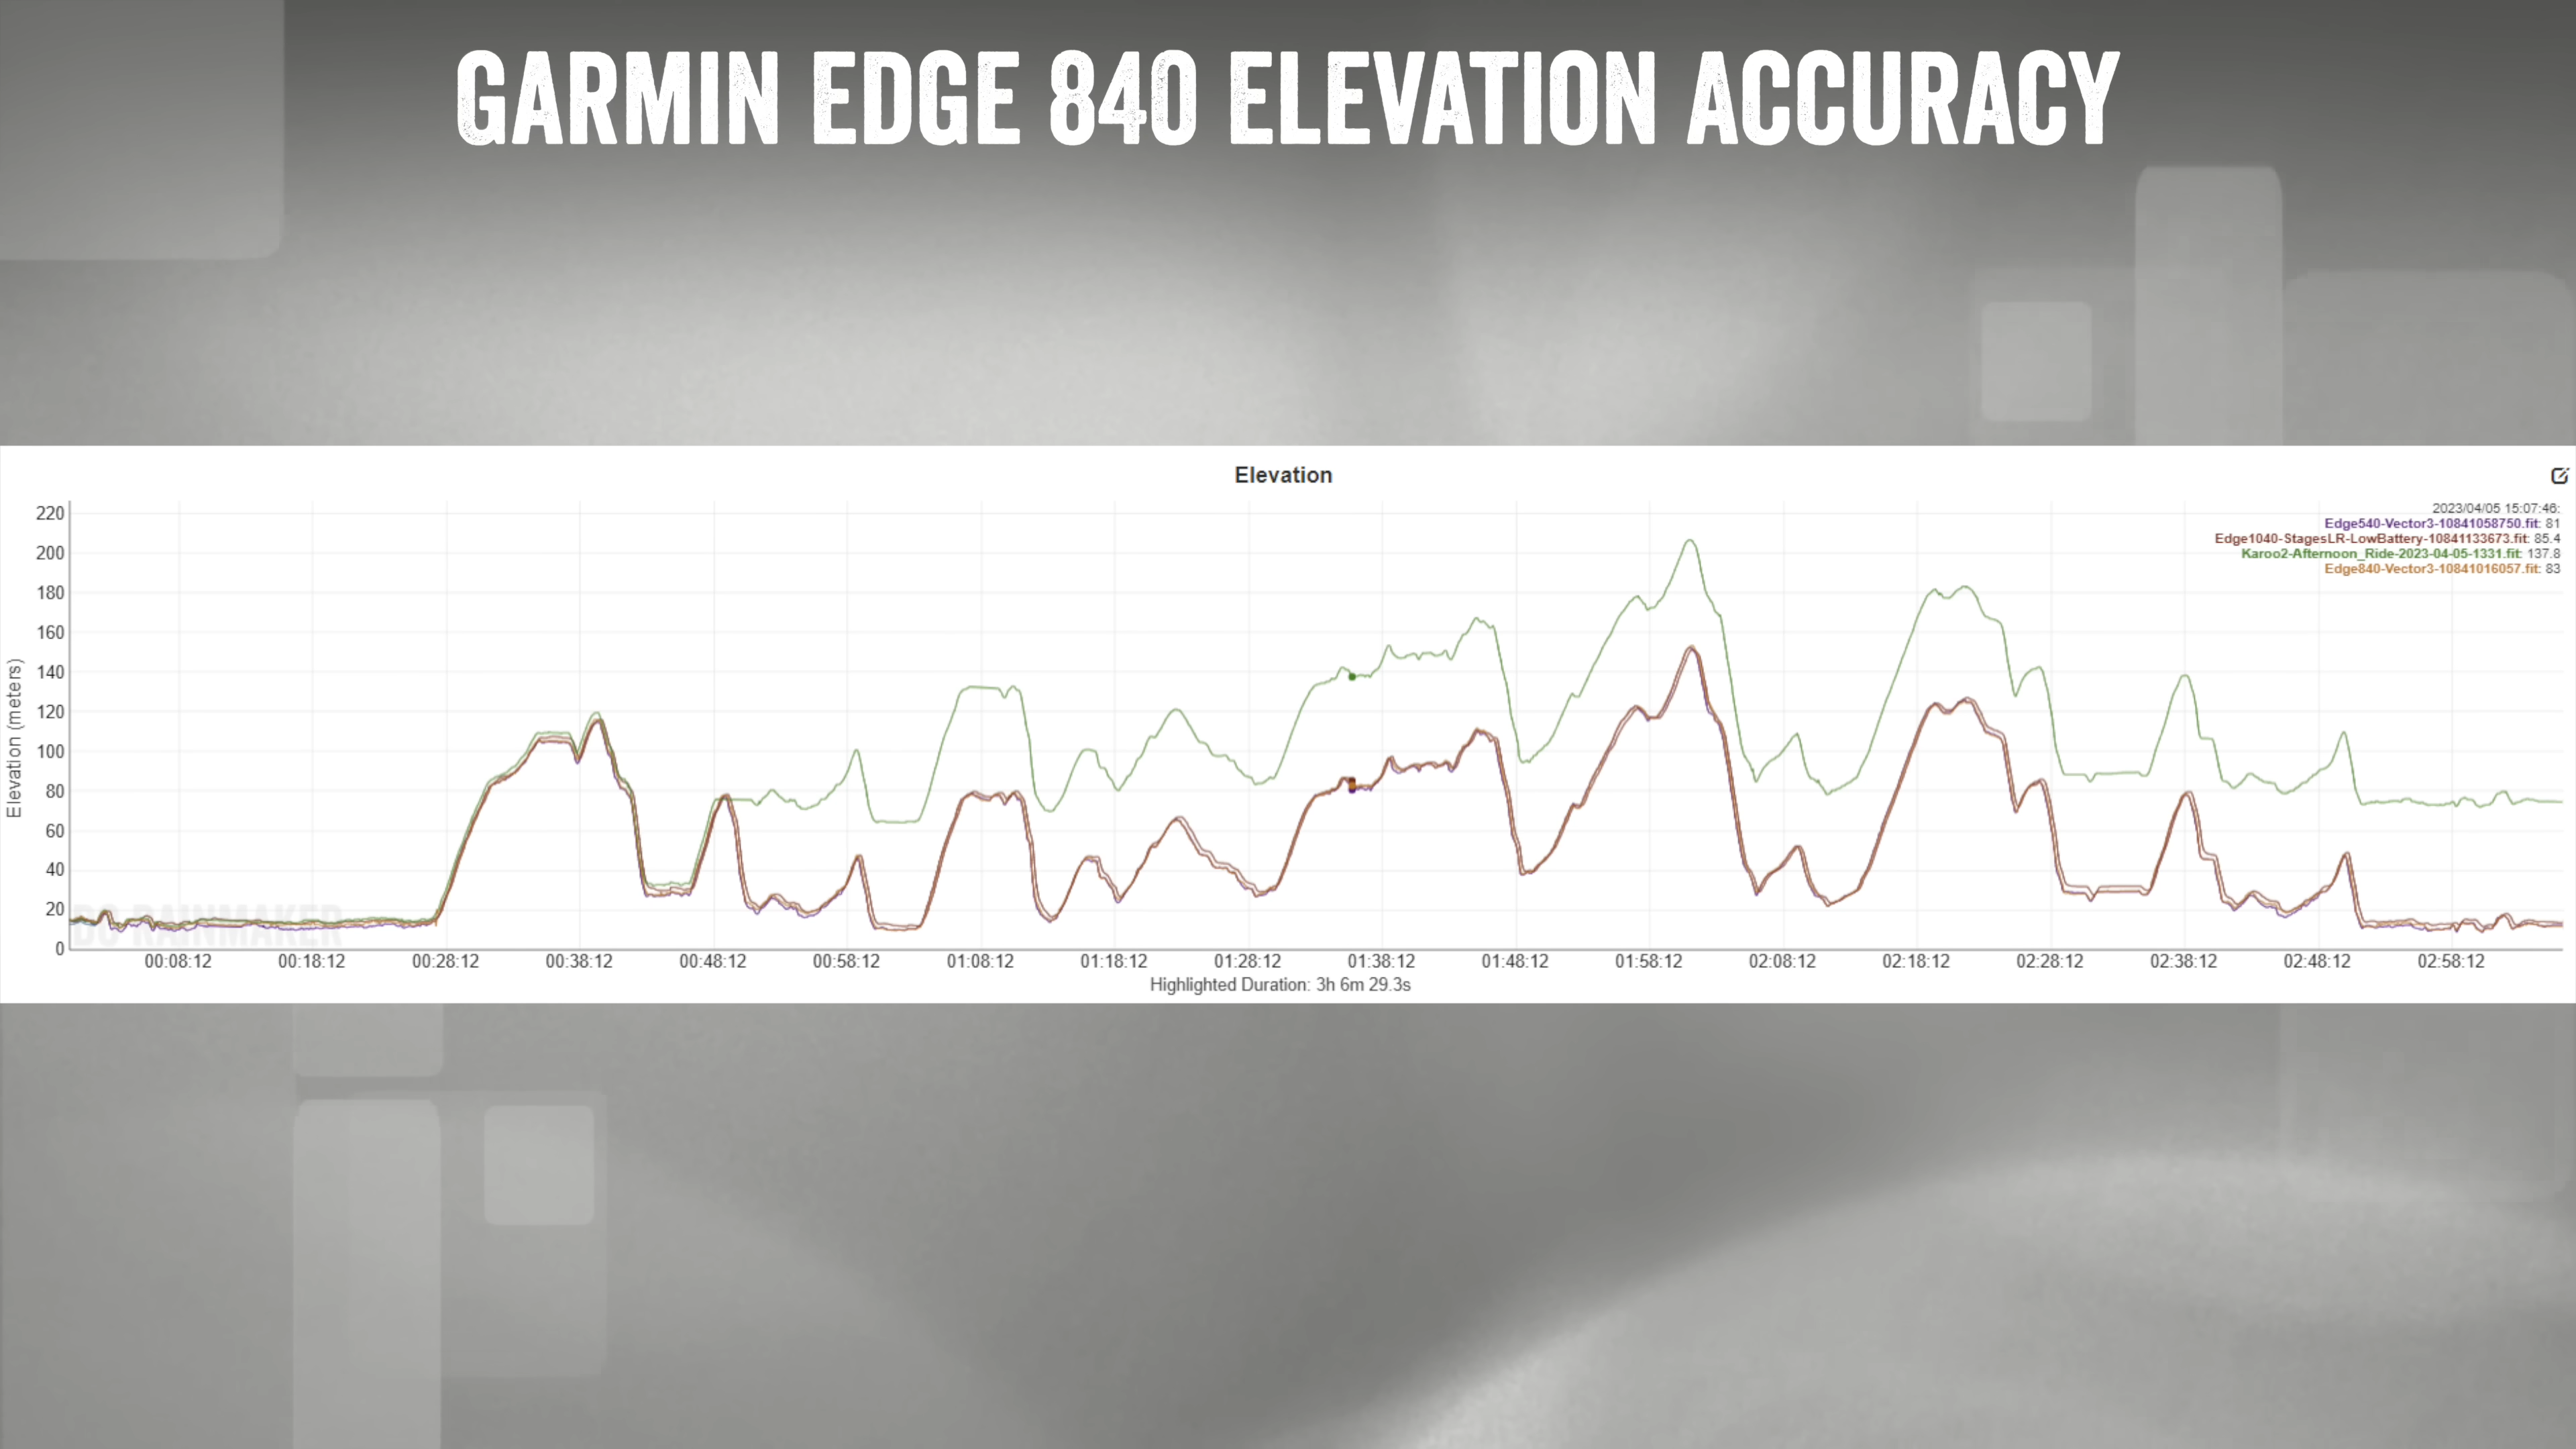 GARMIN EDGE 840 ELEVATION ACCURACY
Elevation
2023/04/05 15:07:46:
Edge540-Vector3-10841058750.fit: 81
Edge1040-StagesLR-LowBattery-10841133673.fit: 85.4
Karoo2-Afternoon_Ride-2023-04-05-1331.fit: 137.8
Edge840-Vector3-10841016057.fit: 83
Elevation (meters)
220
200
180
160
140
120
100
80
60
40
20
0
DC RAINMAKER
00:08:12 00:18:12 00:28:12 00:38:12 00:48:12 00:58:12 01:08:12 01:18:12 01:28:12 01:38:12 01:48:12 01:58:12 02:08:12 02:18:12 02:28:12 02:38:12 02:48:12 02:58:12
Highlighted Duration: 3h 6m 29.3s